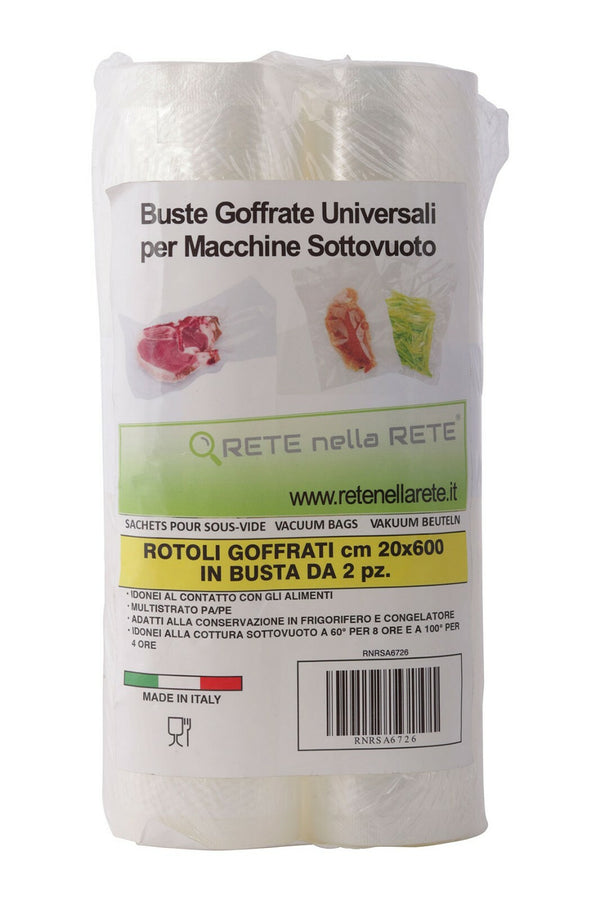 Buste Goffrate Universali
per Macchine Sottovuoto
RETE nella RETE®
www.retenellarete.it
SACHETS POUR SOUS-VIDE VACUUM BAGS VAKUUM BEUTELN
ROTOLI GOFFRATI cm 20x600
IN BUSTA DA 2 pz.
· IDONEI AL CONTATTO CON GLI ALIMENTI
· MULTISTRATO PA/PE
· ADATTI ALLA CONSERVAZIONE IN FRIGORIFERO E CONGELATORE
· IDONEI ALLA COTTURA SOTTOVUOTO A 60° PER 8 ORE E A 100° PER
4 ORE
RNRSA6726
MADE IN ITALY
RNRSA6726